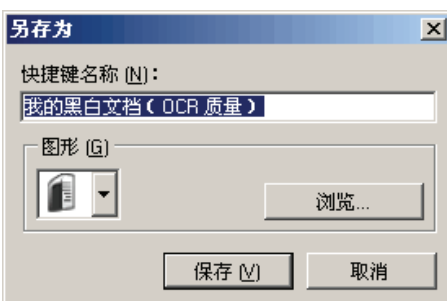 另存为
快捷键名称 (N)：
我的黑白文档（OCR 质量）
图形 (G)
浏览...
保存 (V)
取消